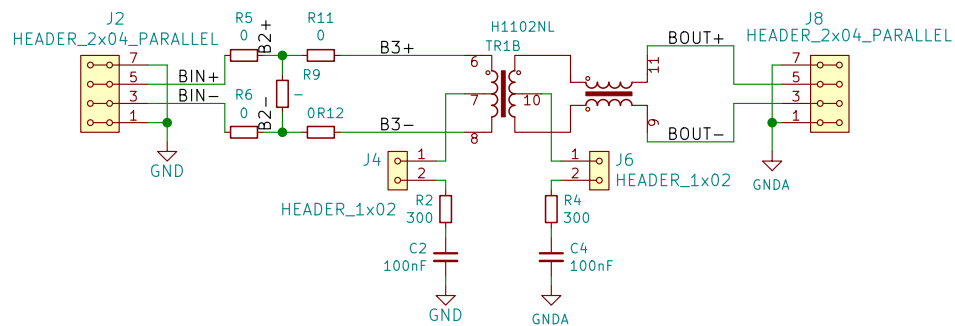 J2
HEADER_2x04_PARALLEL
7
5
3
1
BIN+
BIN-
GND
R5
0
B2+
R6
0
B2-
R11
0
R9
-
0R12
B3+
B3-
H1102NL
TR1B
6
7
8
10
11
9
BOUT+
BOUT-
J8
HEADER_2x04_PARALLEL
7
5
3
1
GNDA
J4
1
2
HEADER_1x02
R2
300
C2
100nF
GND
1
2
J6
HEADER_1x02
R4
300
C4
100nF
GNDA